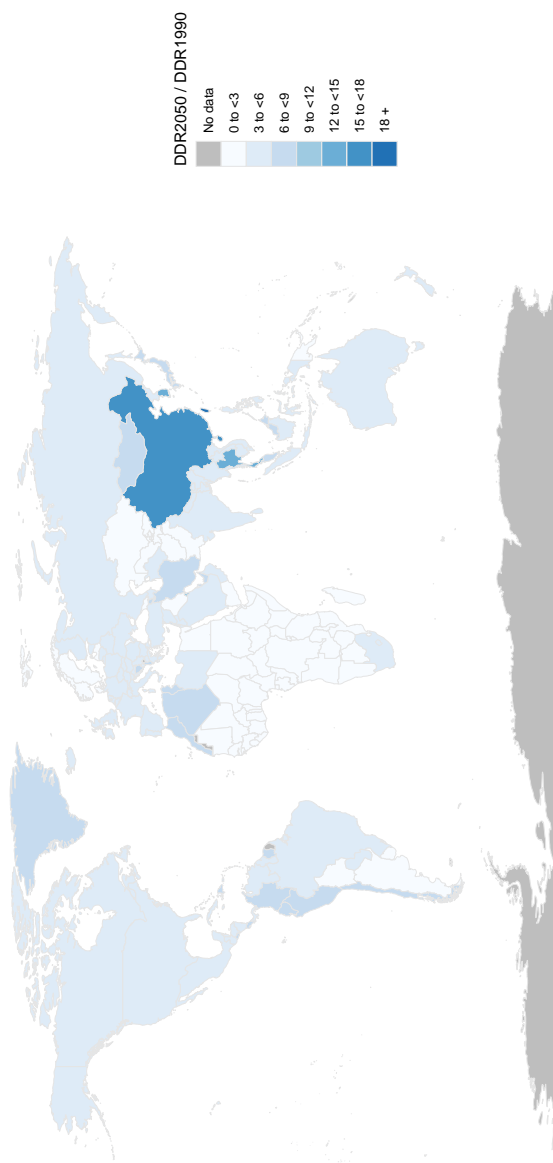 DDR2050 / DDR1990
No data
0 to <3
3 to <6
6 to <9
9 to <12
12 to <15
15 to <18
18 +